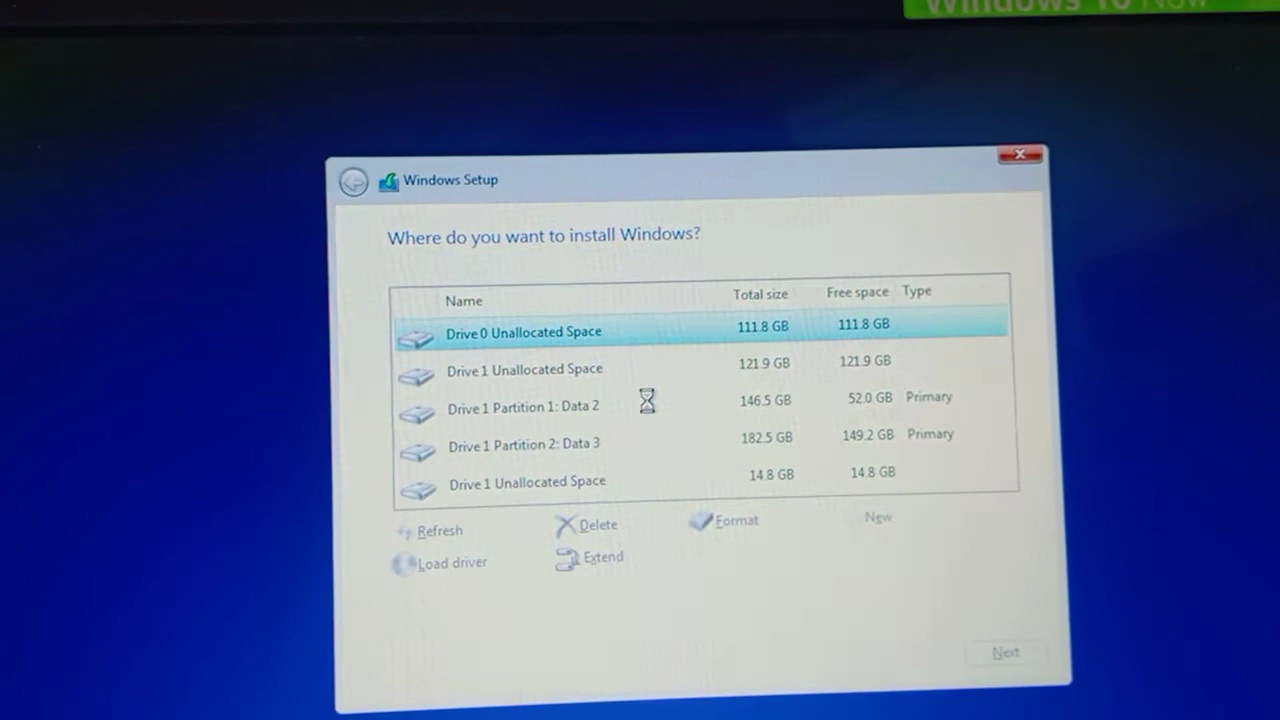 Windows 10 Now
Windows Setup
Where do you want to install Windows?
Name Total size Free space Type
Drive 0 Unallocated Space 111.8 GB 111.8 GB
Drive 1 Unallocated Space 121.9 GB 121.9 GB
Drive 1 Partition 1: Data 2 146.5 GB 52.0 GB Primary
Drive 1 Partition 2: Data 3 182.5 GB 149.2 GB Primary
Drive 1 Unallocated Space 14.8 GB 14.8 GB
Refresh Delete Format New
Load driver Extend
Next